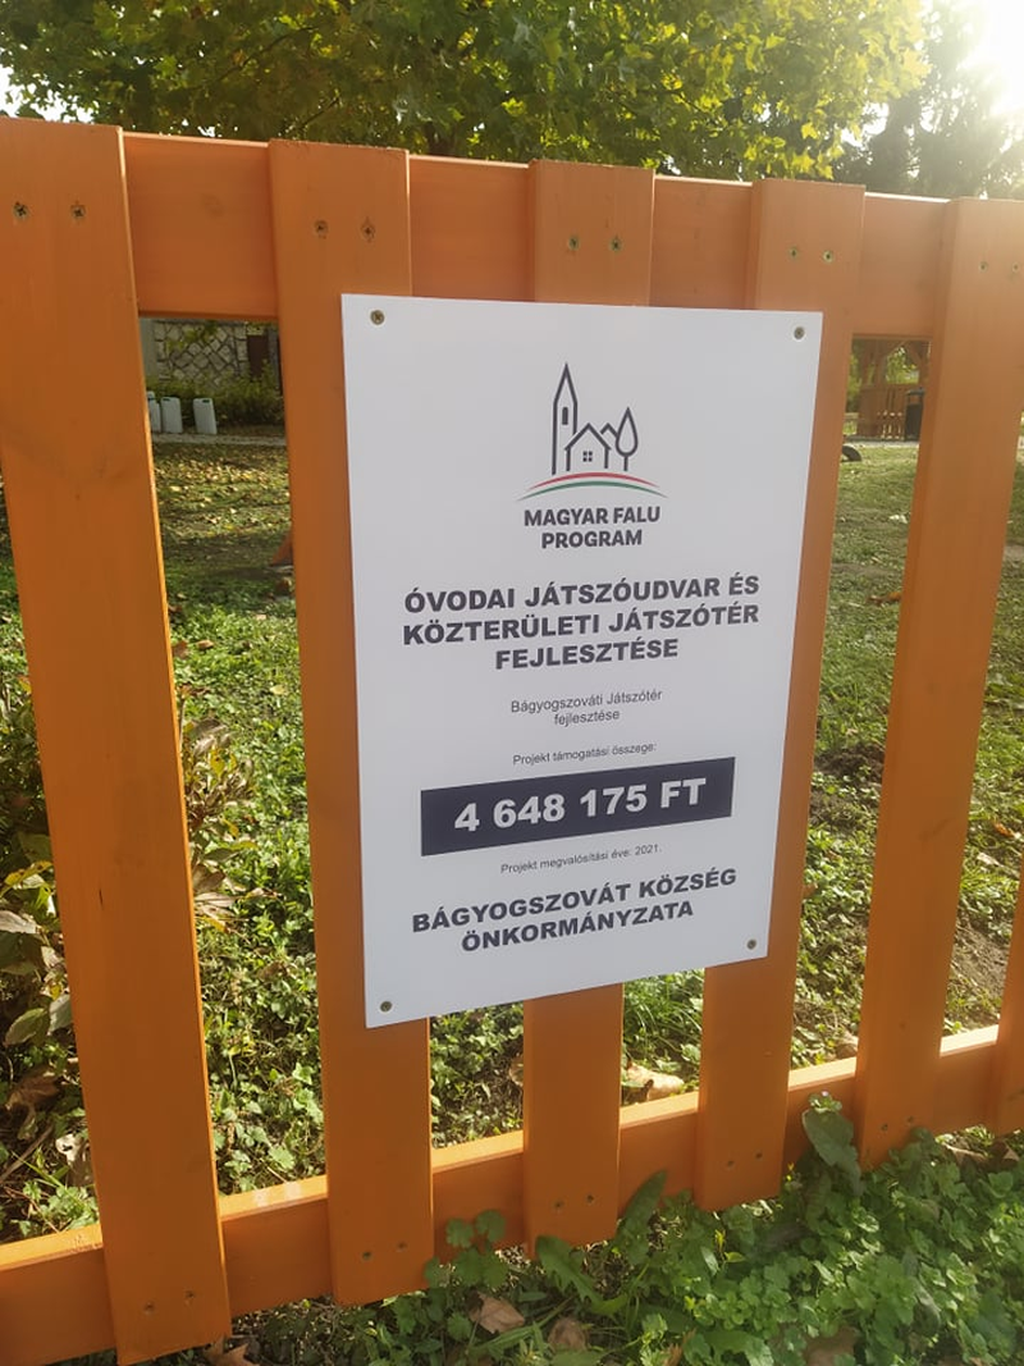 MAGYAR FALU
PROGRAM
ÓVODAI JÁTSZÓUDVAR ÉS
KÖZTERÜLETI JÁTSZÓTÉR
FEJLESZTÉSE
Bágyogszováti Játszótér
fejlesztése
Projekt támogatási összege:
4 648 175 FT
Projekt megvalósítási éve: 2021.
BÁGYOGSZOVÁT KÖZSÉG
ÖNKORMÁNYZATA